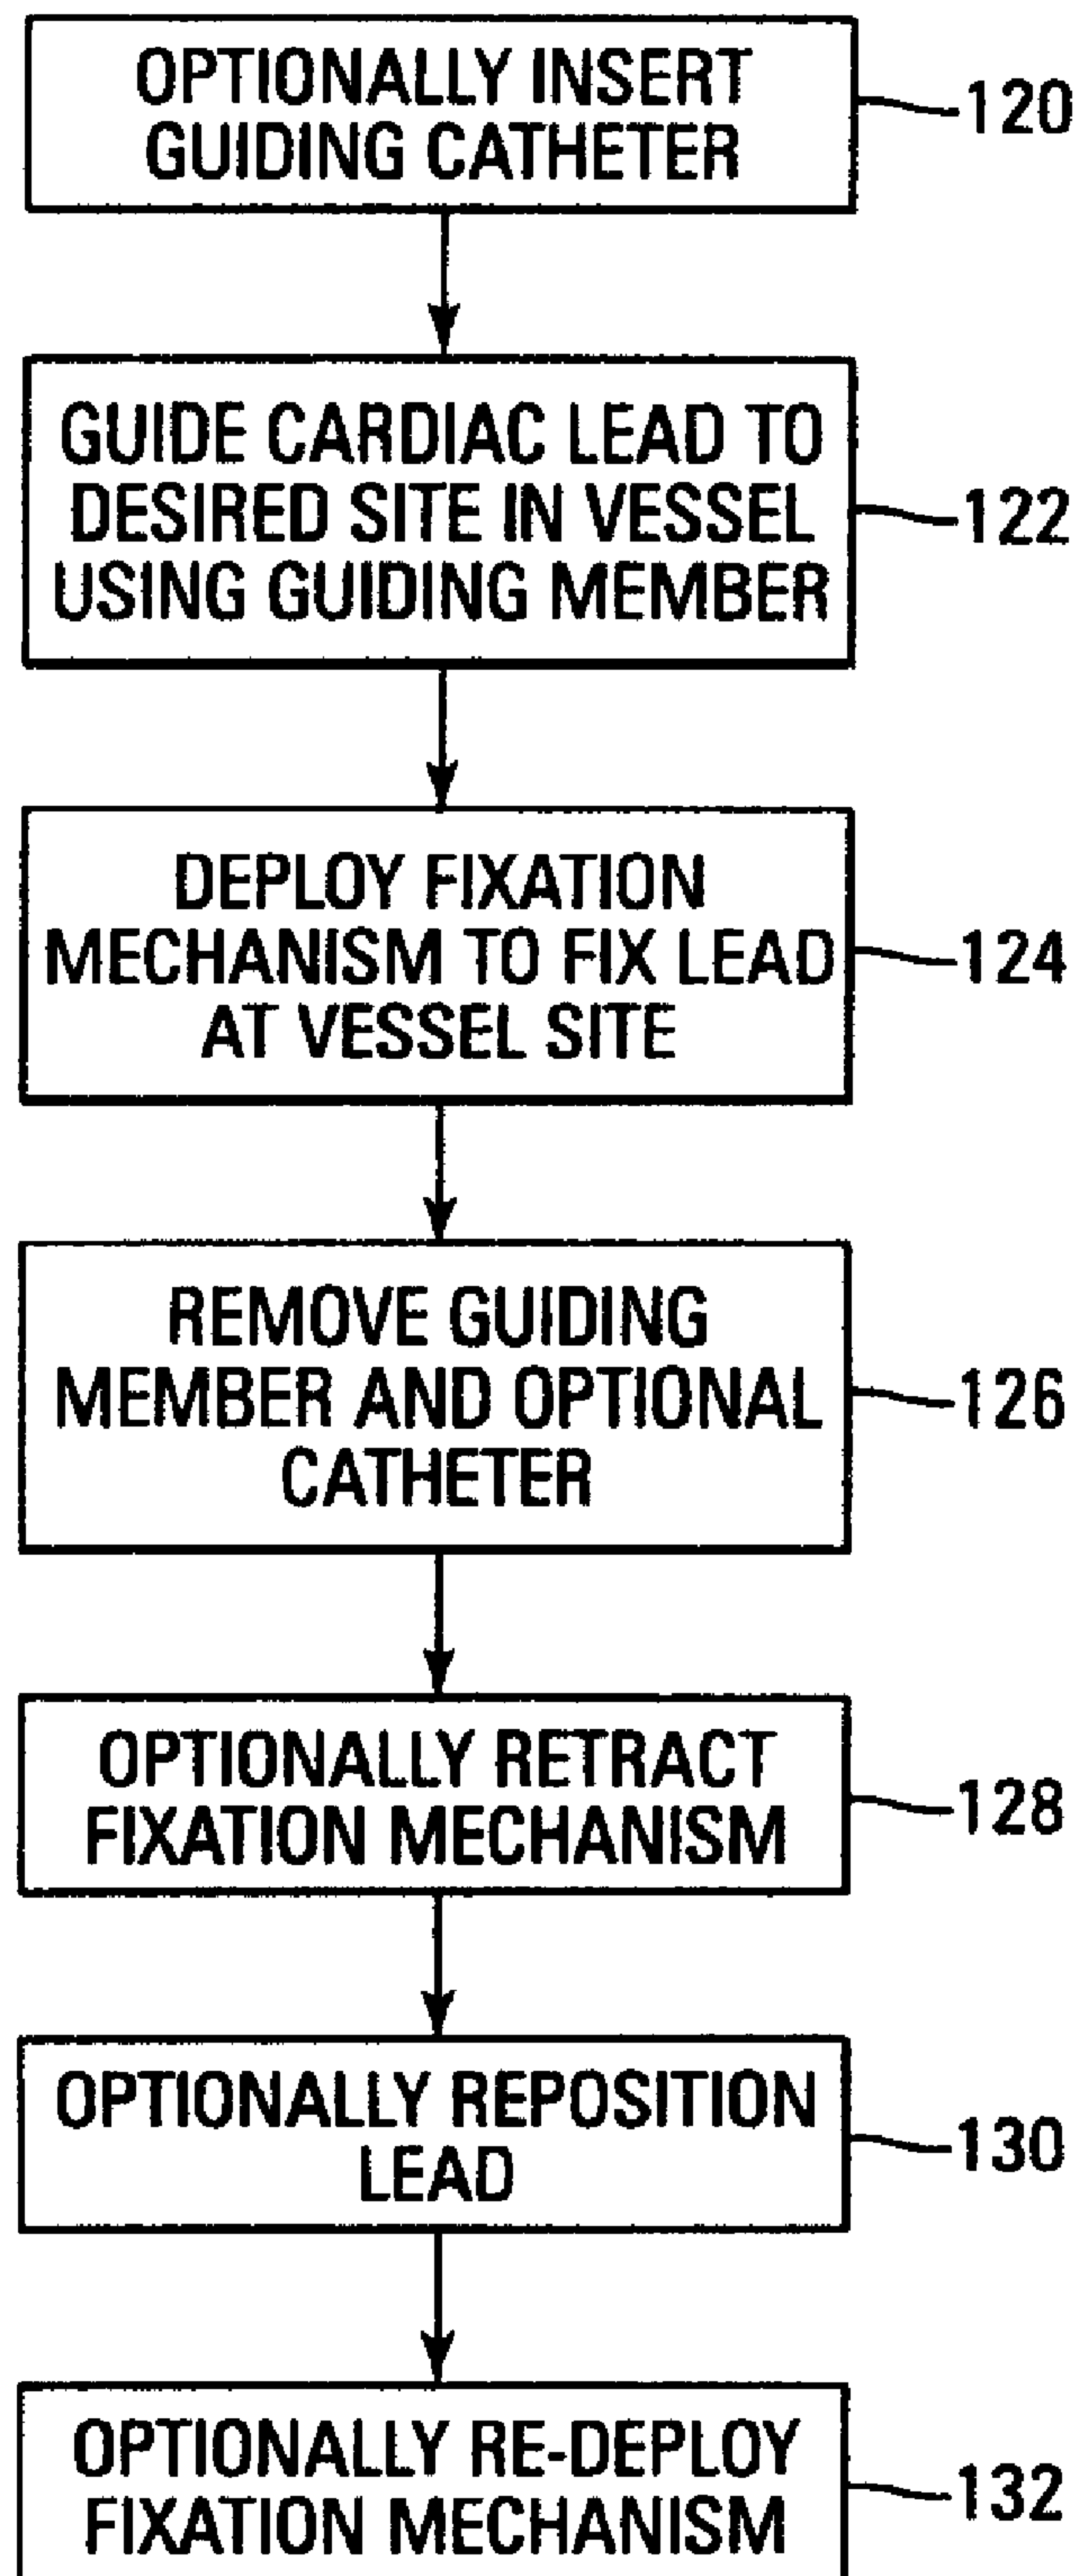 OPTIONALLY INSERT
GUIDING CATHETER
120
GUIDE CARDIAC LEAD TO
DESIRED SITE IN VESSEL
USING GUIDING MEMBER
122
DEPLOY FIXATION
MECHANISM TO FIX LEAD
AT VESSEL SITE
124
REMOVE GUIDING
MEMBER AND OPTIONAL
CATHETER
126
OPTIONALLY RETRACT
FIXATION MECHANISM
128
OPTIONALLY REPOSITION
LEAD
130
OPTIONALLY RE-DEPLOY
FIXATION MECHANISM
132